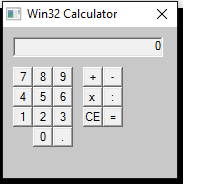 Win32 Calculator
0
7 8 9 + -
4 5 6 x :
1 2 3 CE =
0 .